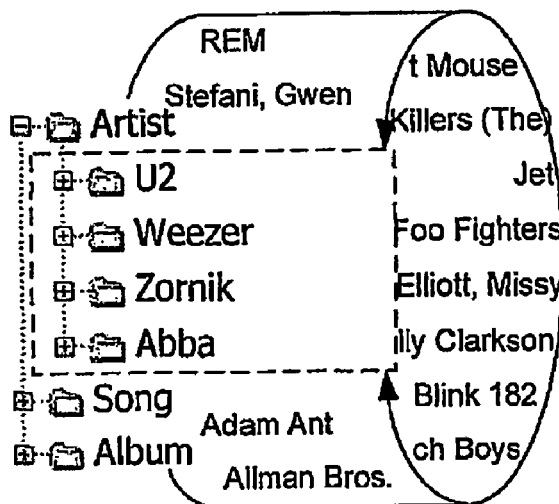 REM
Stefani, Gwen
Artist
U2
Weezer
Zornik
Abba
Song
Album
Adam Ant
Allman Bros.
t Mouse
Killers (The)
Jet
Foo Fighters
Elliott, Missy
lly Clarkson
Blink 182
ch Boys